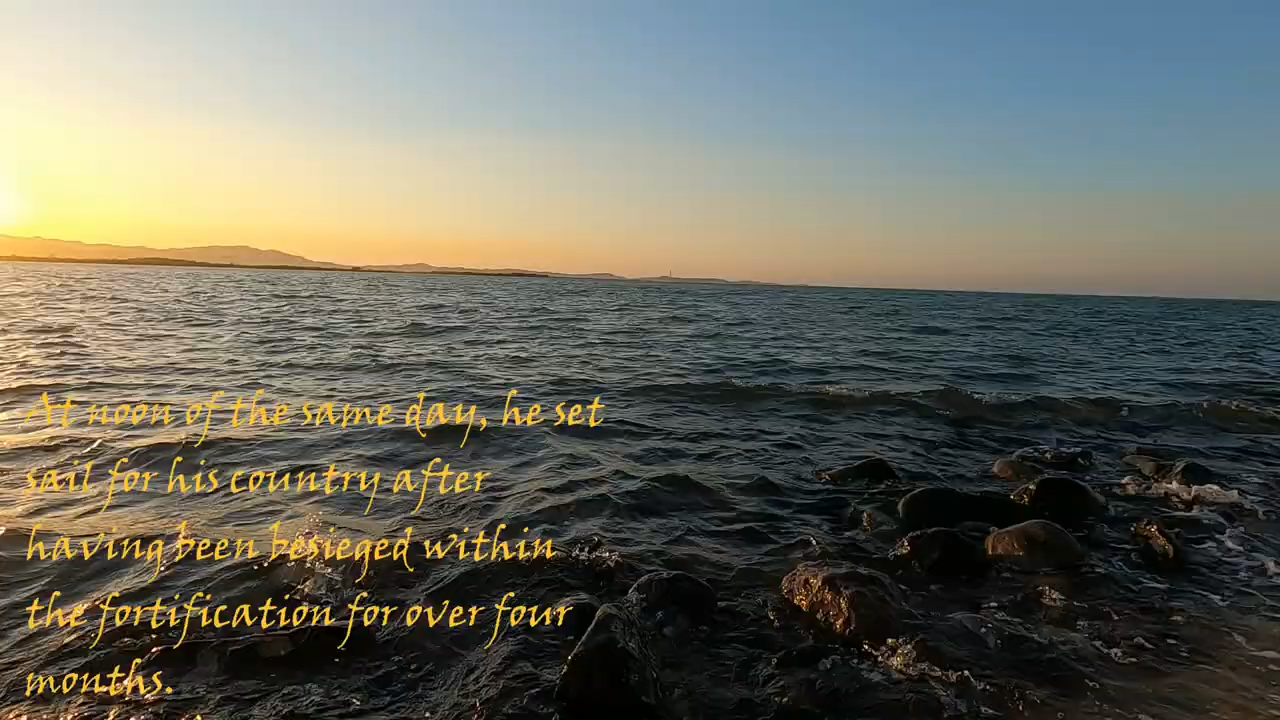 At noon of the same day, he set
sail for his country after
having been besieged within
the fortification for over four
months.